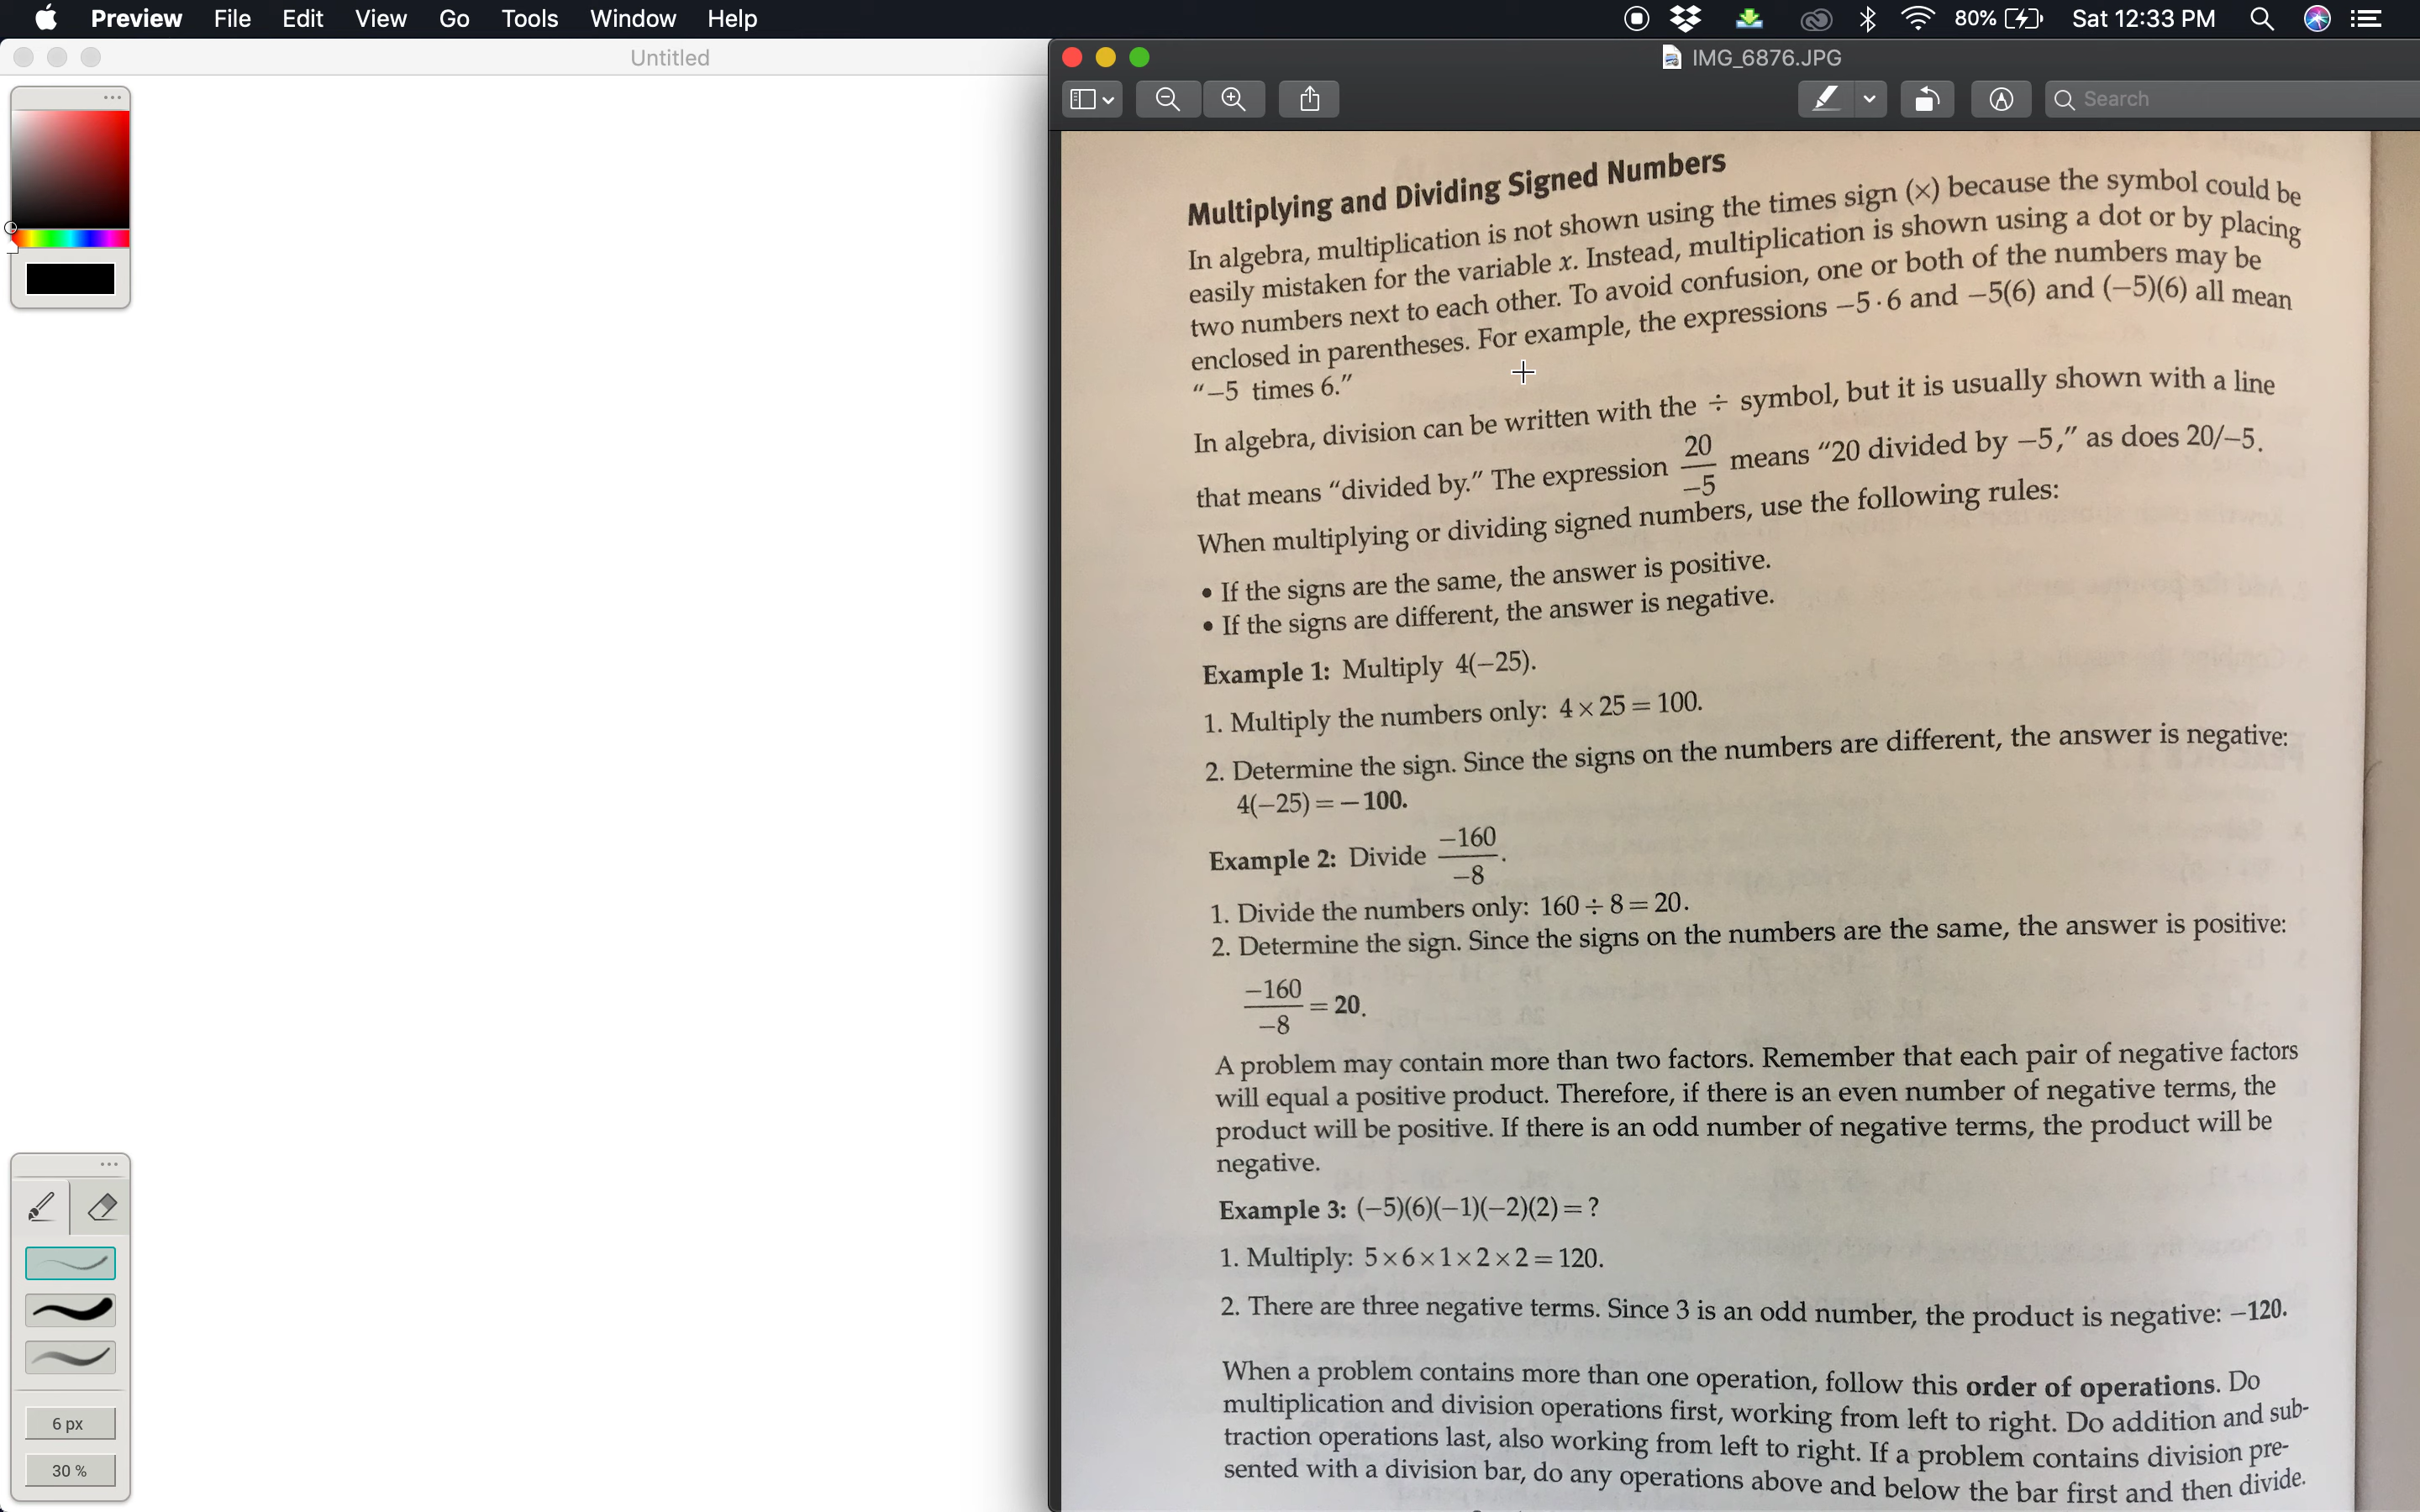 Preview File Edit View Go Tools Window Help
80% Sat 12:33 PM
Untitled
IMG_6876.JPG
Search
Multiplying and Dividing Signed Numbers
In algebra, multiplication is not shown using the times sign (×) because the symbol could be
easily mistaken for the variable x. Instead, multiplication is shown using a dot or by placing
two numbers next to each other. To avoid confusion, one or both of the numbers may be
enclosed in parentheses. For example, the expressions −5 · 6 and −5(6) and (−5)(6) all mean
“−5 times 6.”
In algebra, division can be written with the ÷ symbol, but it is usually shown with a line
that means “divided by.” The expression 20/−5 means “20 divided by −5,” as does 20/−5.
When multiplying or dividing signed numbers, use the following rules:
• If the signs are the same, the answer is positive.
• If the signs are different, the answer is negative.
Example 1: Multiply 4(−25).
1. Multiply the numbers only: 4 × 25 = 100.
2. Determine the sign. Since the signs on the numbers are different, the answer is negative:
4(−25) = −100.
Example 2: Divide −160/−8.
1. Divide the numbers only: 160 ÷ 8 = 20.
2. Determine the sign. Since the signs on the numbers are the same, the answer is positive:
−160/−8 = 20.
A problem may contain more than two factors. Remember that each pair of negative factors
will equal a positive product. Therefore, if there is an even number of negative terms, the
product will be positive. If there is an odd number of negative terms, the product will be
negative.
Example 3: (−5)(6)(−1)(−2)(2) = ?
1. Multiply: 5 × 6 × 1 × 2 × 2 = 120.
2. There are three negative terms. Since 3 is an odd number, the product is negative: −120.
When a problem contains more than one operation, follow this order of operations. Do
multiplication and division operations first, working from left to right. Do addition and sub-
traction operations last, also working from left to right. If a problem contains division pre-
sented with a division bar, do any operations above and below the bar first and then divide.
6 px
30 %